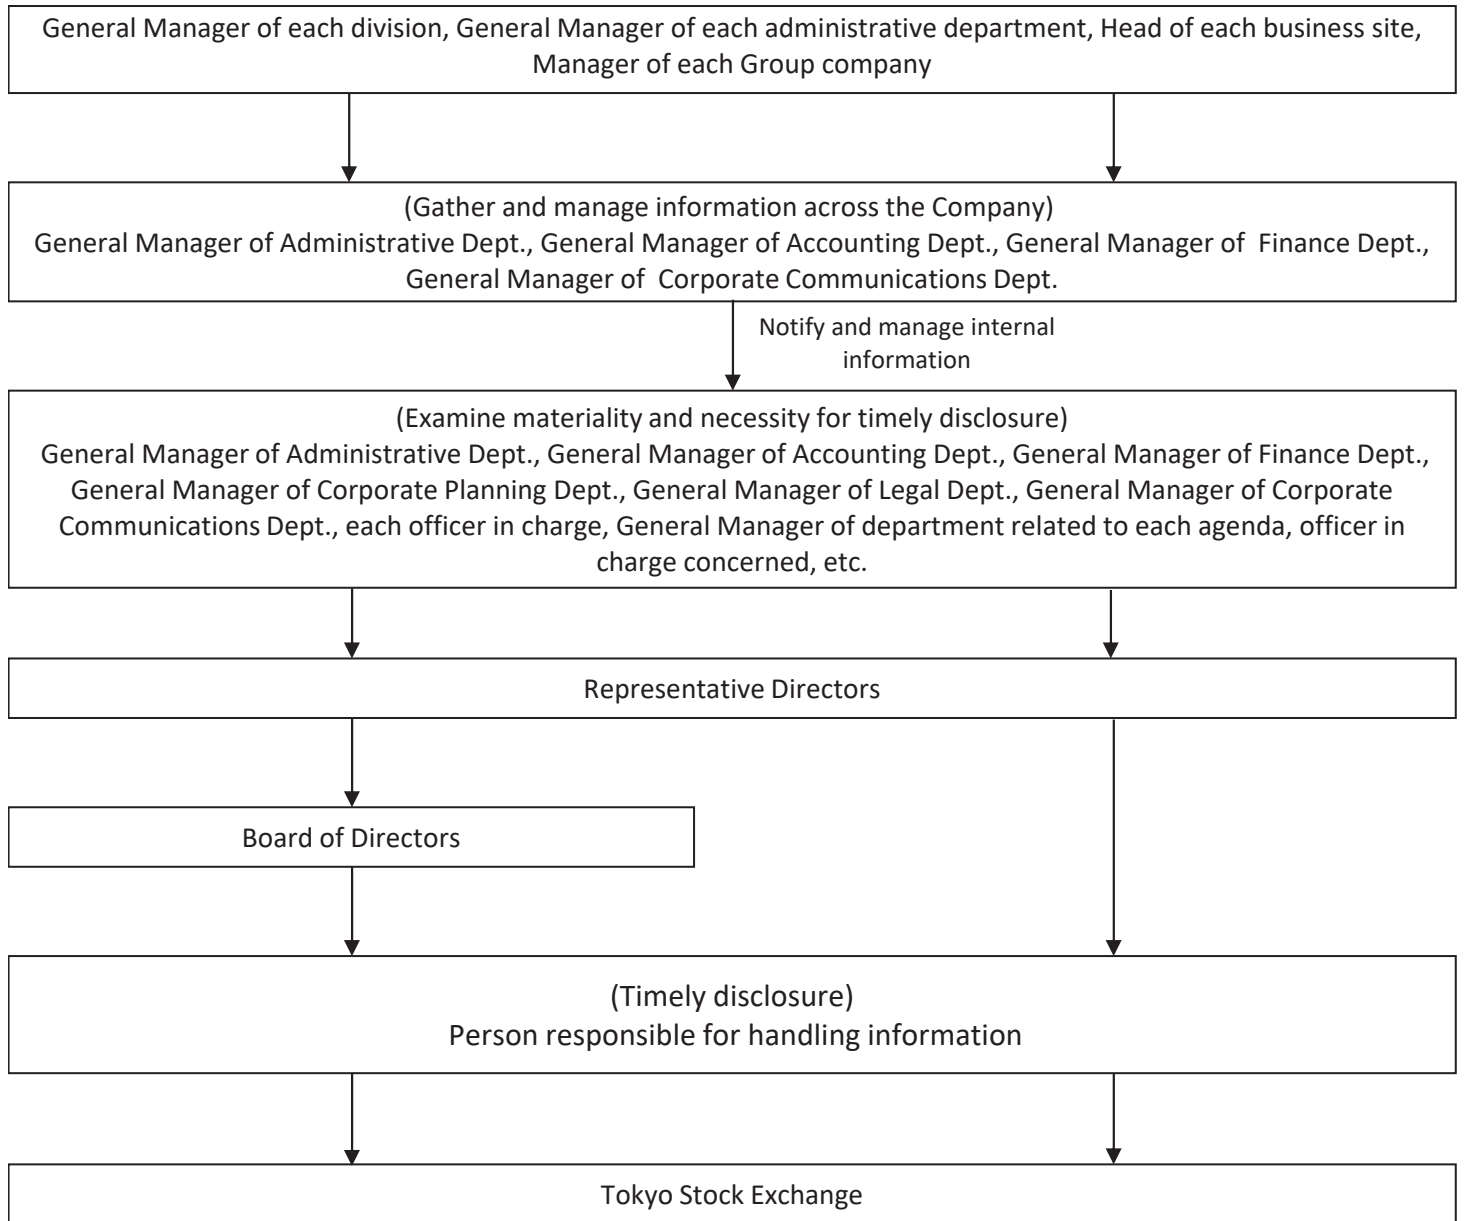 General Manager of each division, General Manager of each administrative department, Head of each business site,
Manager of each Group company
(Gather and manage information across the Company)
General Manager of Administrative Dept., General Manager of Accounting Dept., General Manager of Finance Dept.,
General Manager of Corporate Communications Dept.
Notify and manage internal
information
(Examine materiality and necessity for timely disclosure)
General Manager of Administrative Dept., General Manager of Accounting Dept., General Manager of Finance Dept.,
General Manager of Corporate Planning Dept., General Manager of Legal Dept., General Manager of Corporate
Communications Dept., each officer in charge, General Manager of department related to each agenda, officer in
charge concerned, etc.
Representative Directors
Board of Directors
(Timely disclosure)
Person responsible for handling information
Tokyo Stock Exchange